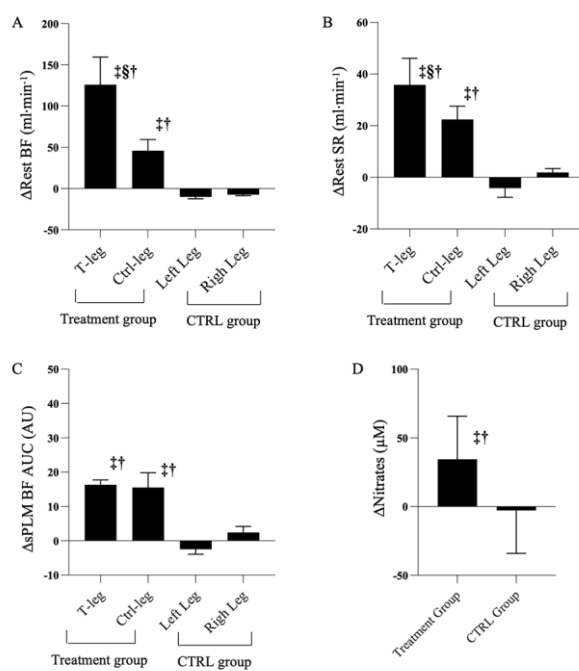 A
ΔRest BF (ml·min⁻¹)
200
150
100
50
0
-50
‡§†
‡†
T-leg
Ctrl-leg
Left Leg
Righ Leg
Treatment group
CTRL group
B
ΔRest SR (ml·min⁻¹)
60
40
20
0
-20
‡§†
‡†
T-leg
Ctrl-leg
Left Leg
Righ Leg
Treatment group
CTRL group
C
ΔsPLM BF AUC (AU)
40
30
20
10
0
-10
‡†
‡†
T-leg
Ctrl-leg
Left Leg
Righ Leg
Treatment group
CTRL group
D
ΔNitrates (μM)
100
50
0
-50
‡†
Treatment Group
CTRL Group